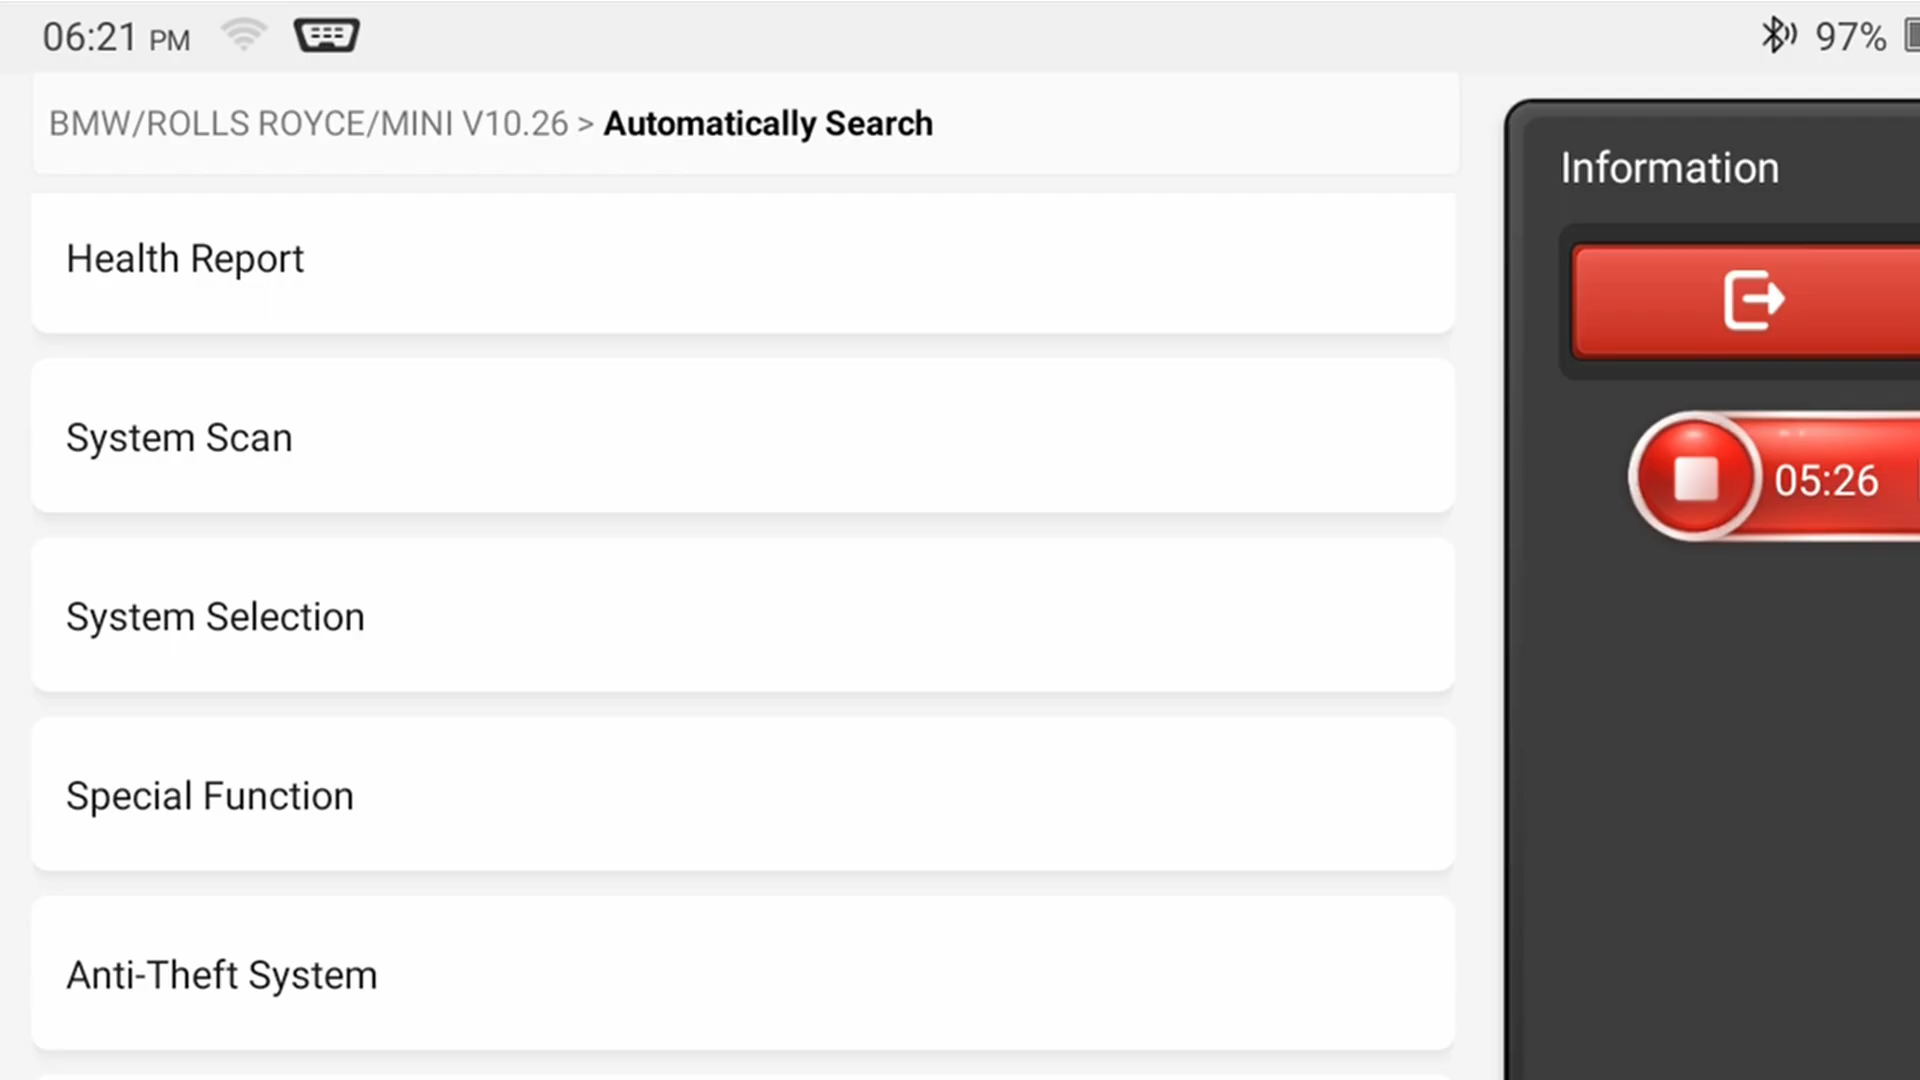 06:21 PM
97%
BMW/ROLLS ROYCE/MINI V10.26 > Automatically Search
Information
Health Report
System Scan
05:26
System Selection
Special Function
Anti-Theft System